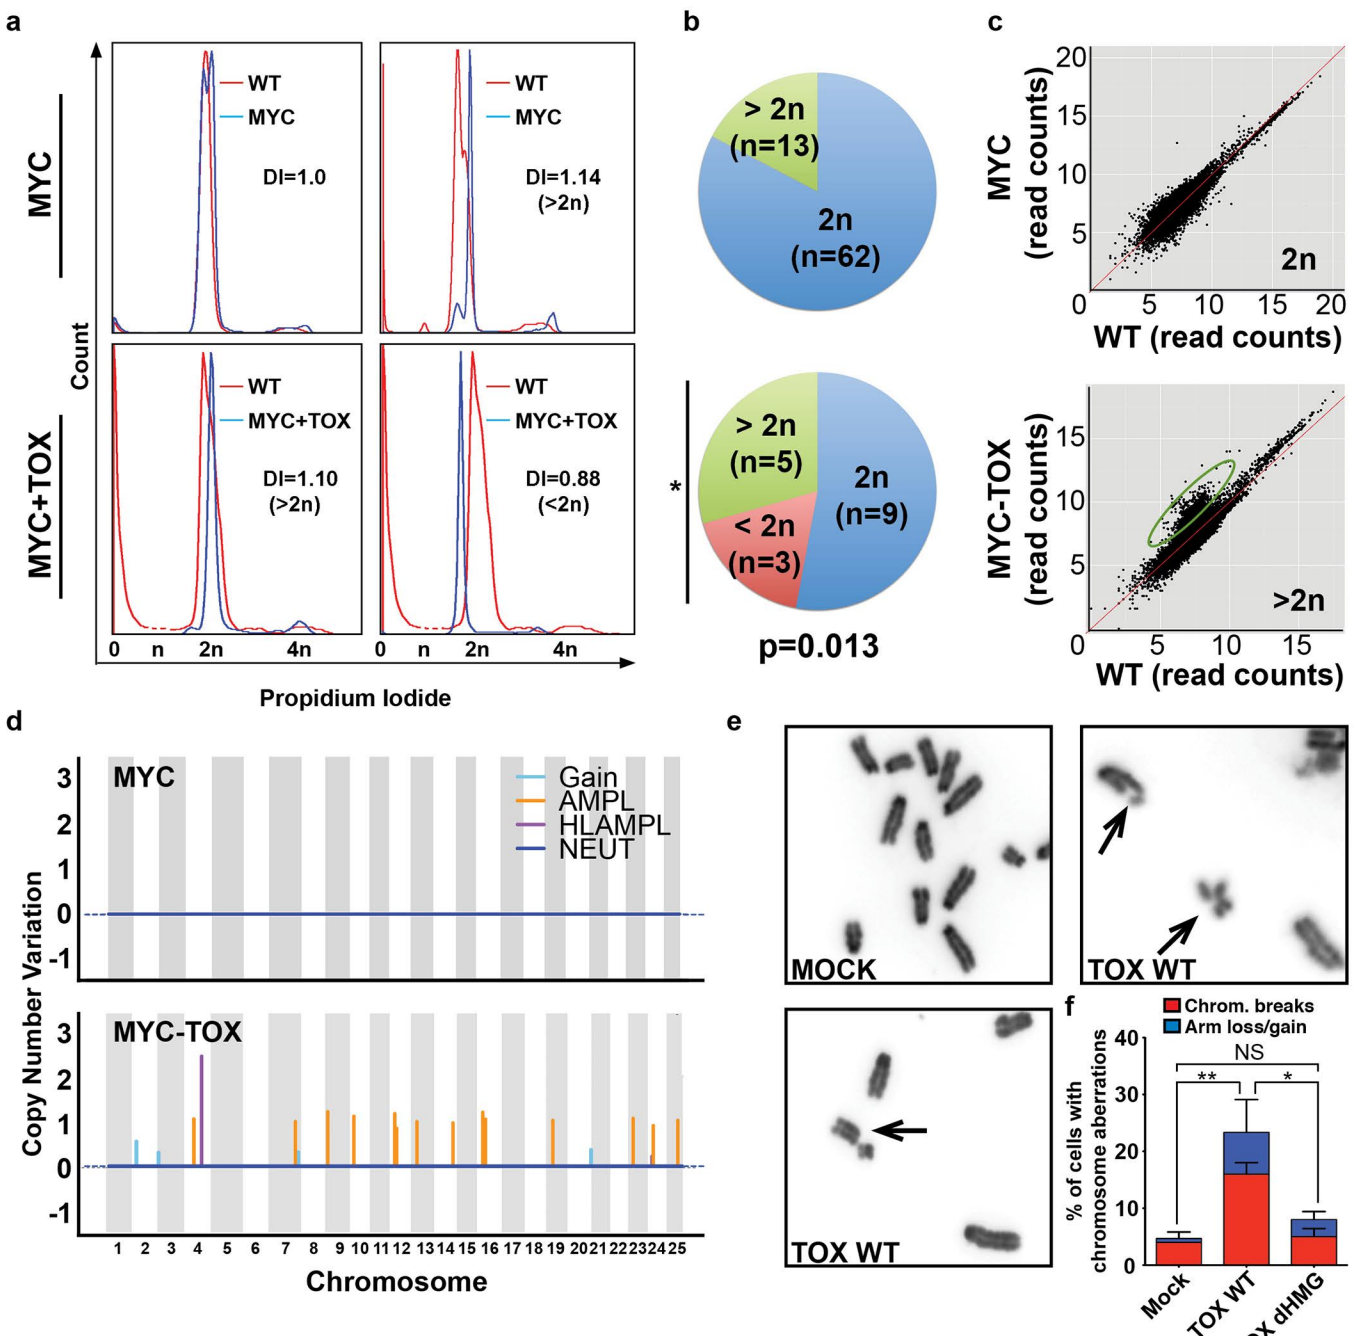 a
MYC
MYC+TOX
Count
WT
MYC
DI=1.0
WT
MYC
DI=1.14
(>2n)
WT
MYC+TOX
DI=1.10
(>2n)
WT
MYC+TOX
DI=0.88
(<2n)
0 n 2n 4n
0 n 2n 4n
Propidium Iodide
b
> 2n
(n=13)
2n
(n=62)
*
> 2n
(n=5)
2n
(n=9)
< 2n
(n=3)
p=0.013
c
MYC
(read counts)
20
15
10
5
2n
0 5 10 15 20
WT (read counts)
MYC-TOX
(read counts)
15
10
5
>2n
0 5 10 15
WT (read counts)
d
Copy Number Variation
3
2
1
0
-1
MYC
Gain
AMPL
HLAMPL
NEUT
3
2
1
0
-1
MYC-TOX
1 2 3 4 5 6 7 8 9 10 11 12 13 14 15 16 17 18 19 20 21 22 23 24 25
Chromosome
e
MOCK
TOX WT
TOX WT
f
Chrom. breaks
Arm loss/gain
% of cells with
chromosome aberrations
40
30
20
10
0
NS
** *
Mock
TOX WT
OX dHMG